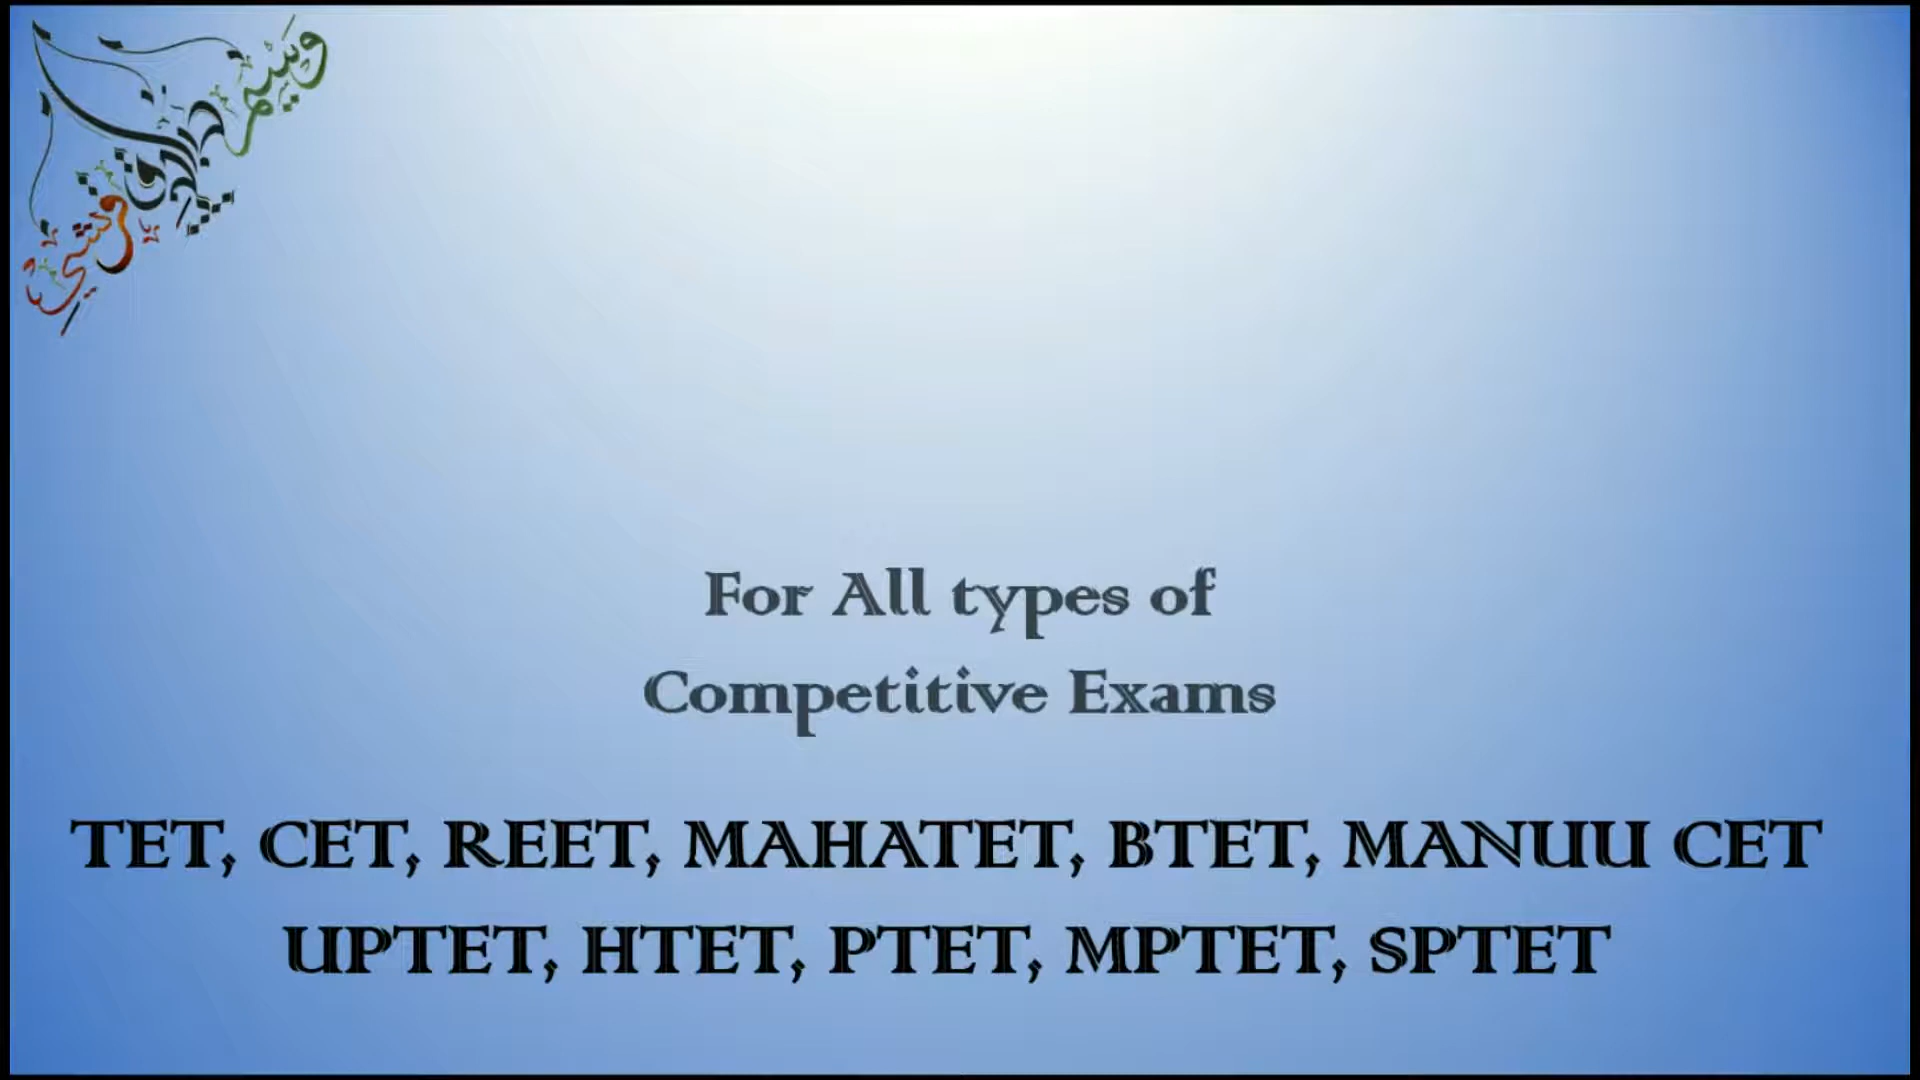 For All types of
Competitive Exams
TET, CET, REET, MAHATET, BTET, MANUU CET
UPTET, HTET, PTET, MPTET, SPTET